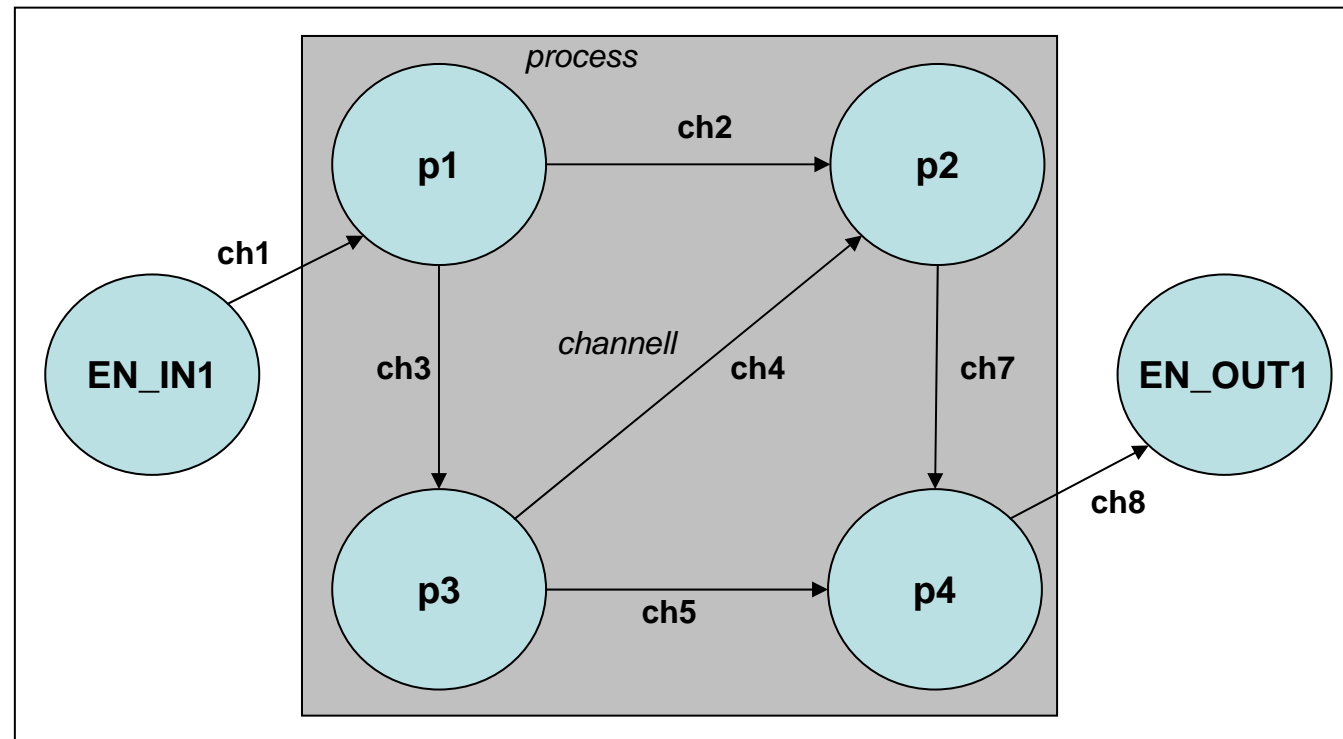 process
p1
ch2
p2
ch1
EN_IN1
ch3
channell
ch4
ch7
EN_OUT1
ch8
p3
ch5
p4